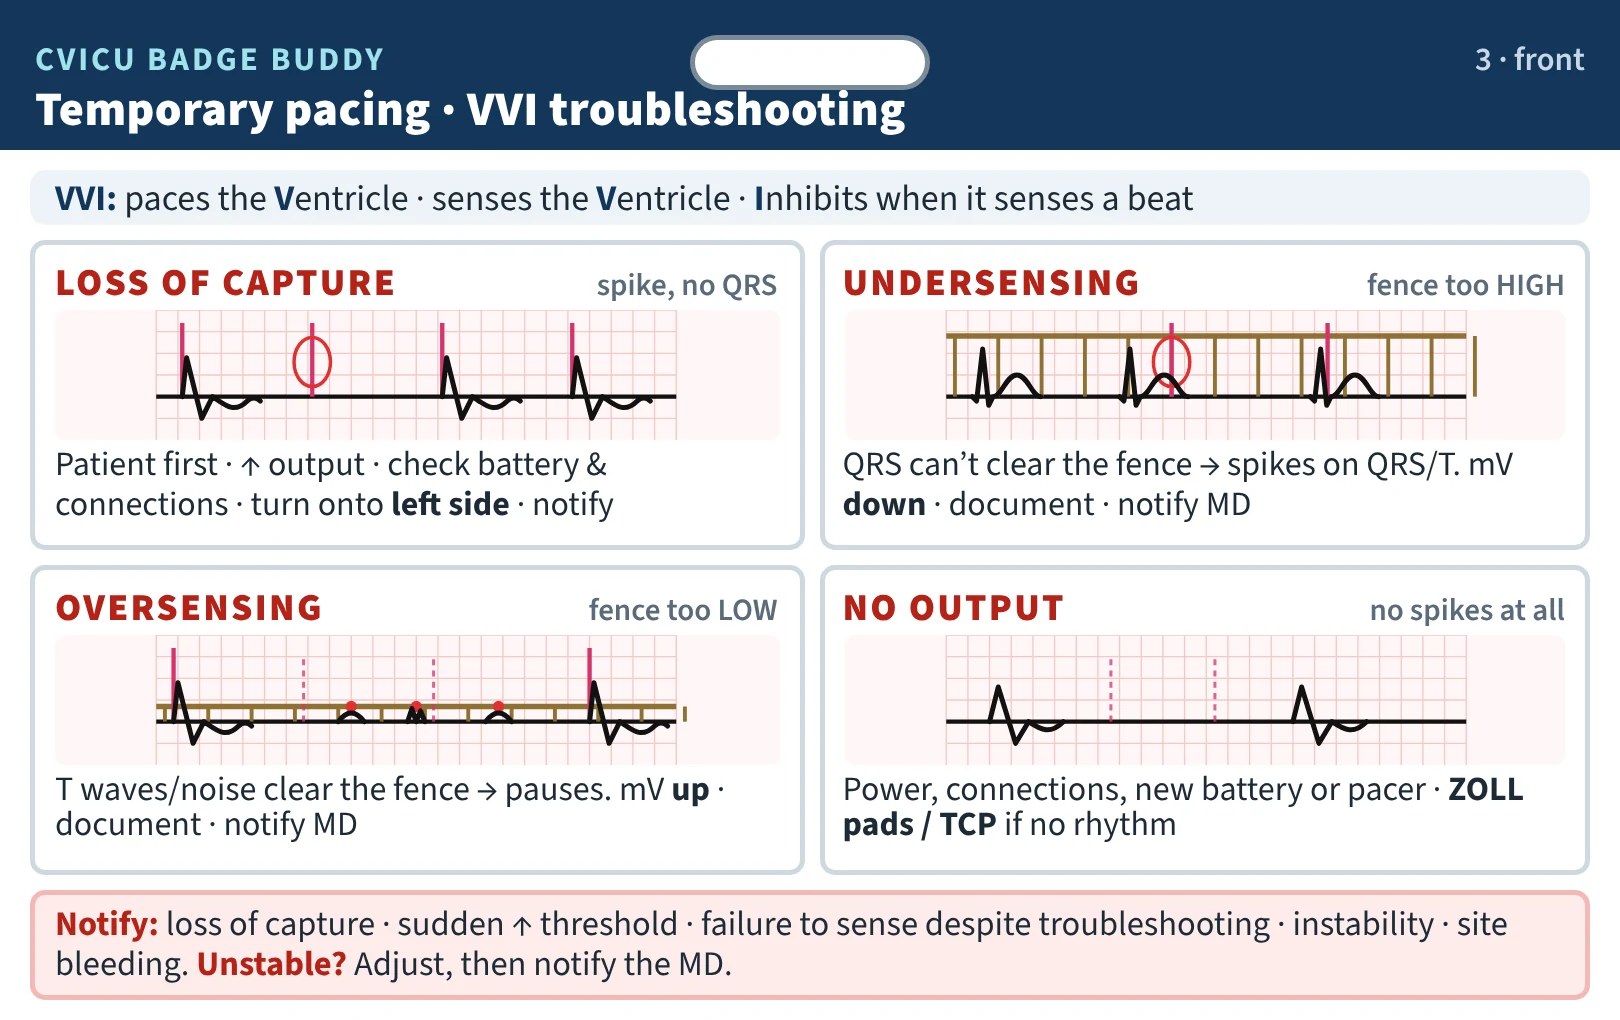 CVICU BADGE BUDDY
3 · front
Temporary pacing · VVI troubleshooting
VVI: paces the Ventricle · senses the Ventricle · Inhibits when it senses a beat
LOSS OF CAPTURE
spike, no QRS
Patient first · ↑ output · check battery &
connections · turn onto left side · notify
UNDERSENSING
fence too HIGH
QRS can’t clear the fence → spikes on QRS/T. mV
down · document · notify MD
OVERSENSING
fence too LOW
T waves/noise clear the fence → pauses. mV up ·
document · notify MD
NO OUTPUT
no spikes at all
Power, connections, new battery or pacer · ZOLL
pads / TCP if no rhythm
Notify: loss of capture · sudden ↑ threshold · failure to sense despite troubleshooting · instability · site
bleeding. Unstable? Adjust, then notify the MD.